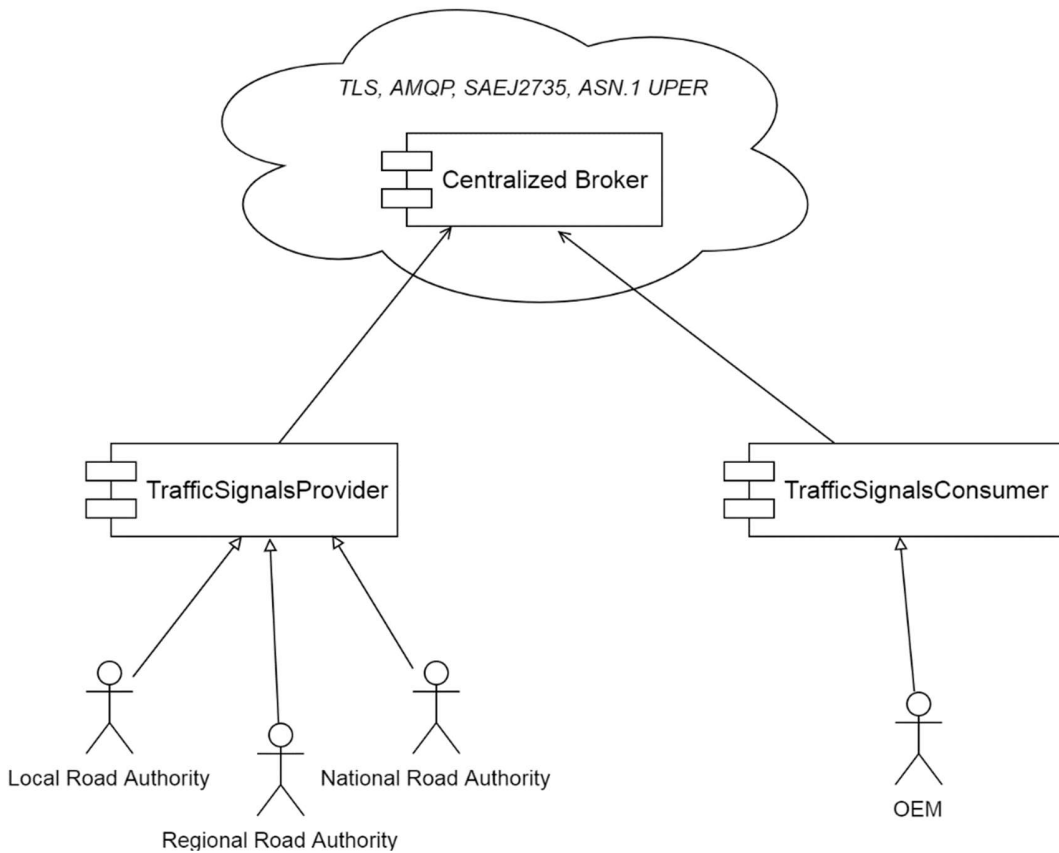 TLS, AMQP, SAEJ2735, ASN.1 UPER
Centralized Broker
TrafficSignalsProvider
TrafficSignalsConsumer
Local Road Authority
National Road Authority
Regional Road Authority
OEM